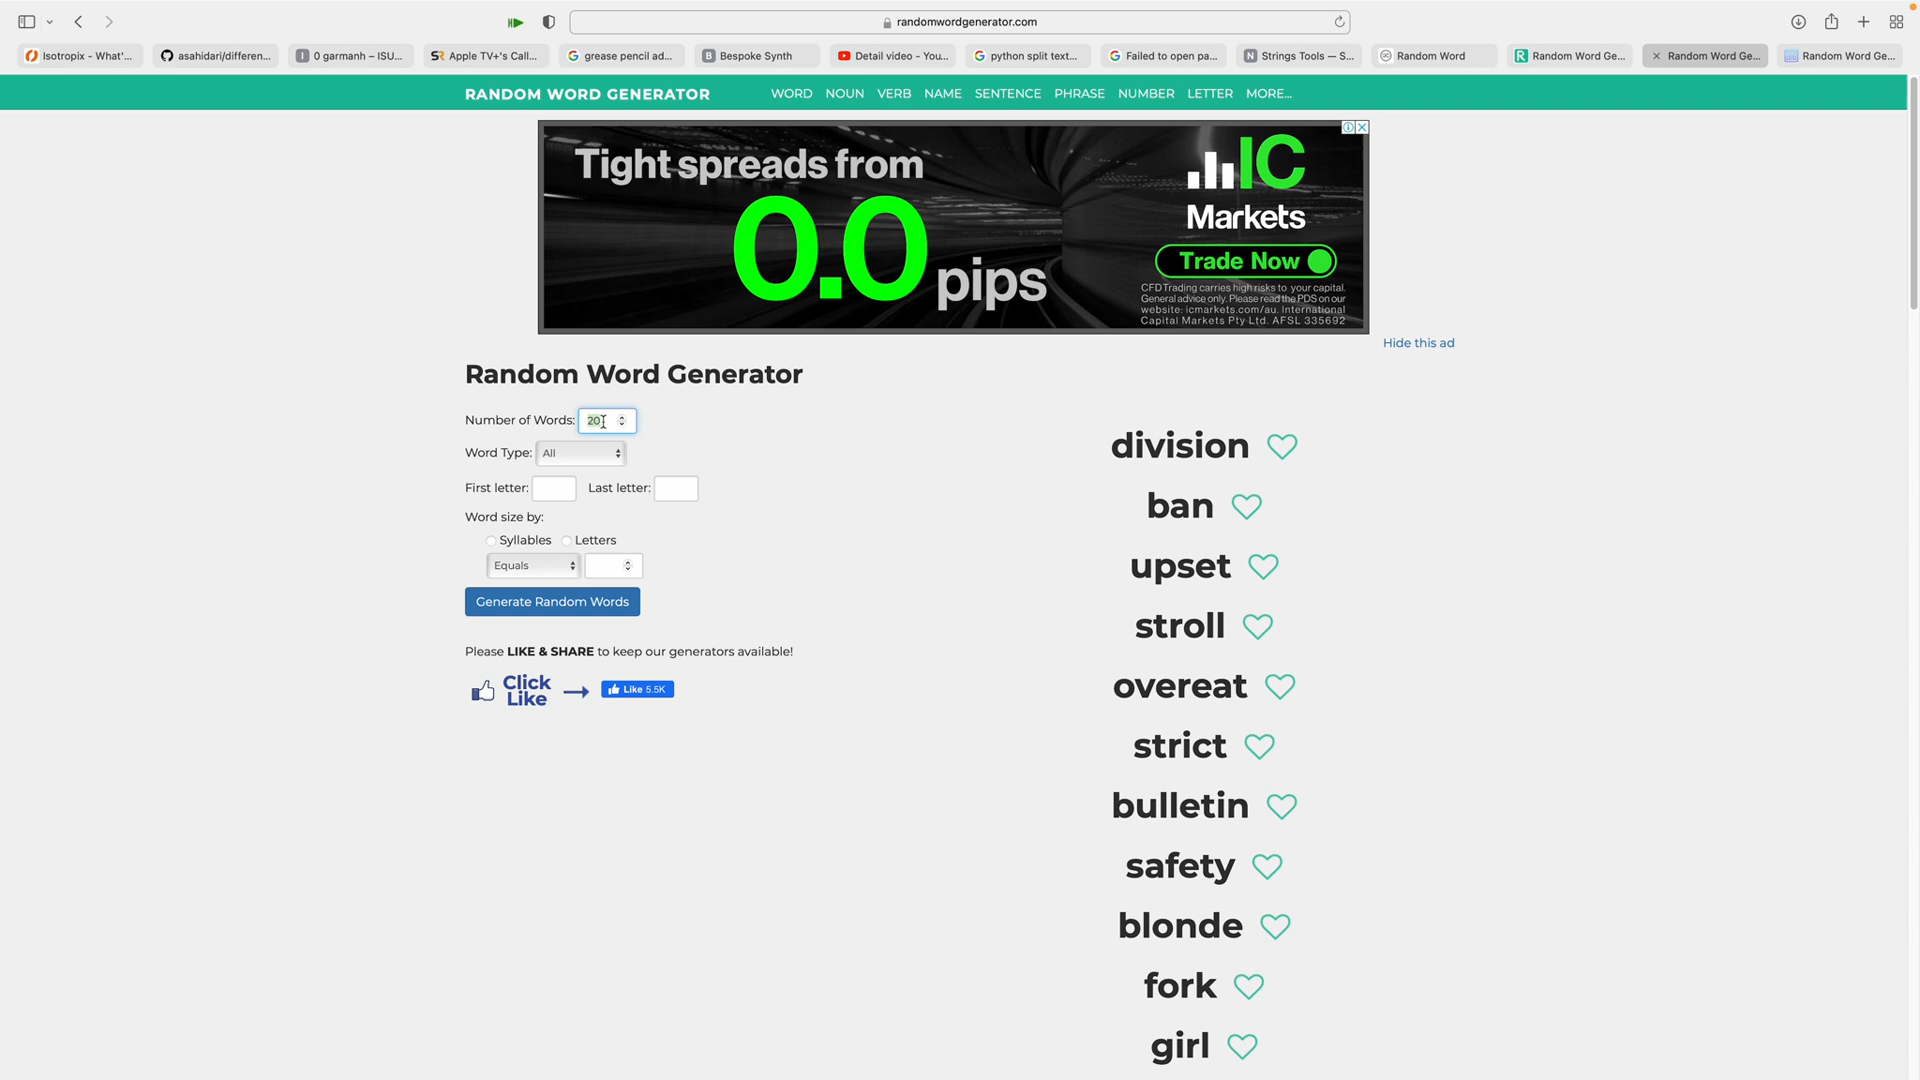 randomwordgenerator.com
Isotropix - What'...
asahidari/differen...
0 garmanh – ISU...
Apple TV+'s Call...
grease pencil ad...
Bespoke Synth
Detail video - You...
python split text...
Failed to open pa...
Strings Tools — S...
Random Word
Random Word Ge...
Random Word Ge...
Random Word Ge...
RANDOM WORD GENERATOR
WORD NOUN VERB NAME SENTENCE PHRASE NUMBER LETTER MORE...
Tight spreads from
0.0 pips
IC
Markets
Trade Now
CFD Trading carries high risks to your capital.
General advice only. Please read the PDS on our
website: icmarkets.com/au. International
Capital Markets Pty Ltd. AFSL 335692
Hide this ad
Random Word Generator
Number of Words: 20
Word Type: All
First letter: Last letter:
Word size by:
Syllables Letters
Equals
Generate Random Words
Please LIKE & SHARE to keep our generators available!
Click
Like
Like 5.5K
division
ban
upset
stroll
overeat
strict
bulletin
safety
blonde
fork
girl